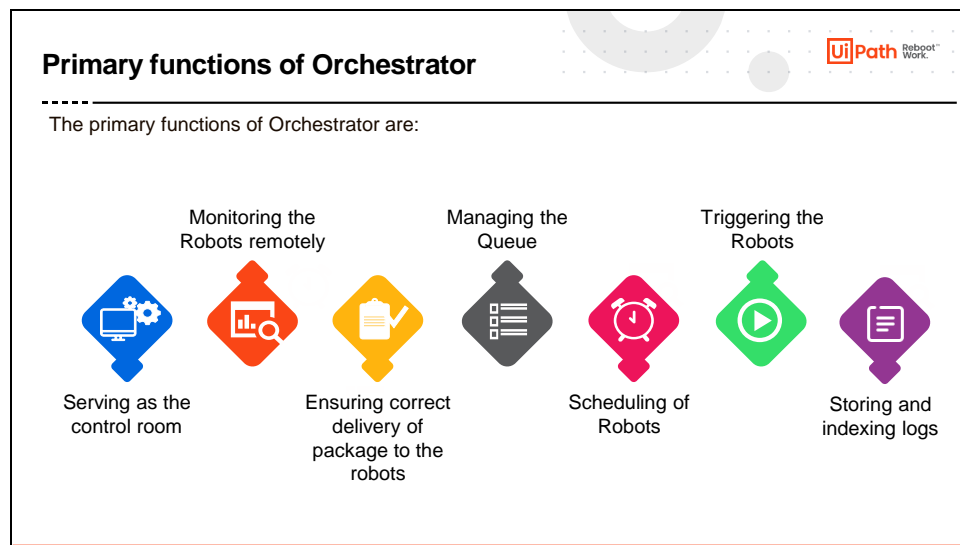 Primary functions of Orchestrator
UiPath Reboot™
Work.
The primary functions of Orchestrator are:
Monitoring the
Robots remotely
Managing the
Queue
Triggering the
Robots
Serving as the
control room
Ensuring correct
delivery of
package to the
robots
Scheduling of
Robots
Storing and
indexing logs